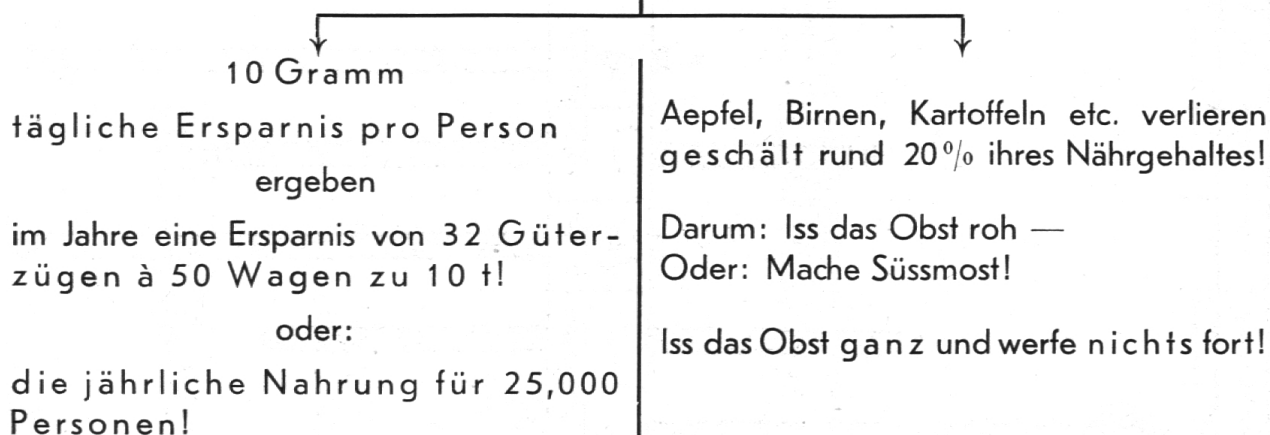 10 Gramm
tägliche Ersparnis pro Person
ergeben
im Jahre eine Ersparnis von 32 Güter-
zügen à 50 Wagen zu 10 t!
oder:
die jährliche Nahrung für 25,000
Personen!
Aepfel, Birnen, Kartoffeln etc. verlieren
geschält rund 20% ihres Nährgehaltes!
Darum: Iss das Obst roh —
Oder: Mache Süssmost!
Iss das Obst ganz und werfe nichts fort!